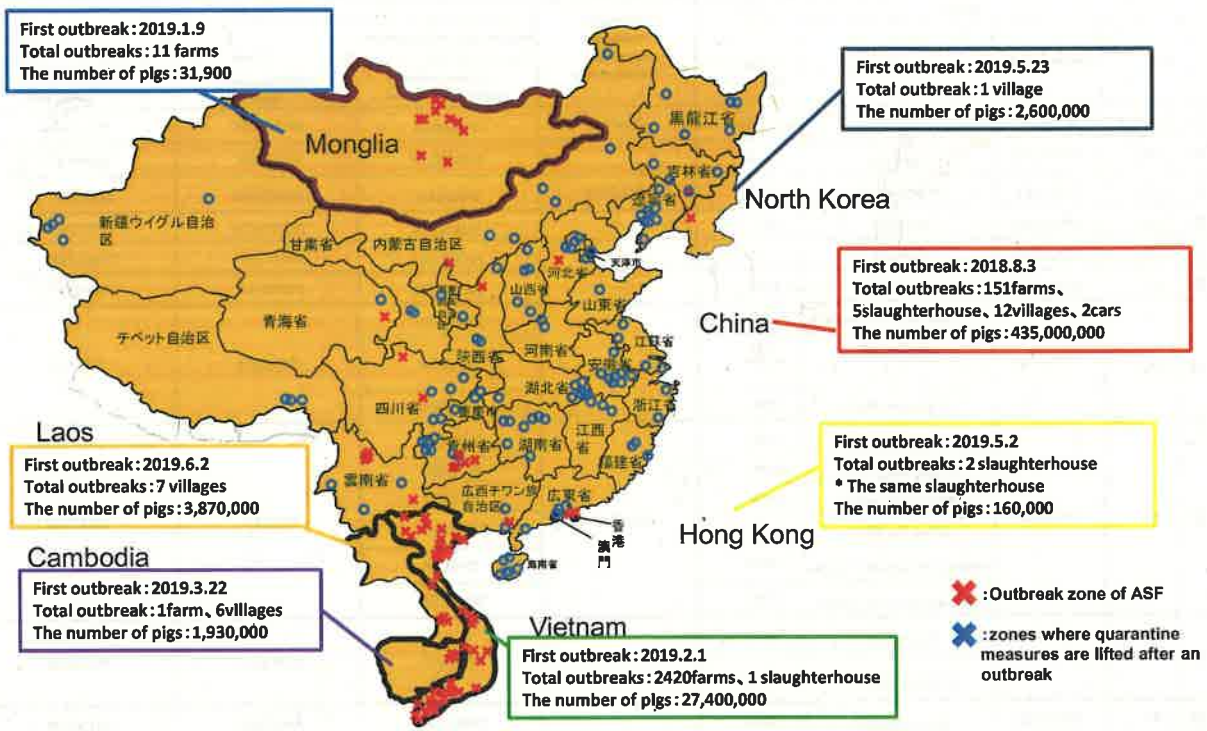 First outbreak:2019.1.9
Total outbreaks:11 farms
The number of pigs:31,900
First outbreak:2019.5.23
Total outbreak:1 village
The number of pigs:2,600,000
Monglia
黒龍江省
吉林省
遼寧省
North Korea
新疆ウイグル自治
区
甘粛省
内蒙古自治区
河北省
天津市
山西省
山東省
青海省
チベット自治区
陝西省
河南省
江蘇省
安徽省
China
First outbreak:2018.8.3
Total outbreaks:151farms、
5slaughterhouse、12villages、2cars
The number of pigs:435,000,000
四川省
湖北省
浙江省
重慶市
貴州省
湖南省
江西
省
福建省
雲南省
広西チワン族
自治区
広東省
香
港
澳
門
海南省
Laos
First outbreak:2019.6.2
Total outbreaks:7 villages
The number of pigs:3,870,000
First outbreak:2019.5.2
Total outbreaks:2 slaughterhouse
* The same slaughterhouse
The number of pigs:160,000
Hong Kong
Cambodia
First outbreak:2019.3.22
Total outbreak:1farm、6villages
The number of pigs:1,930,000
Vietnam
First outbreak:2019.2.1
Total outbreaks:2420farms、1 slaughterhouse
The number of pigs:27,400,000
:Outbreak zone of ASF
:zones where quarantine
measures are lifted after an
outbreak